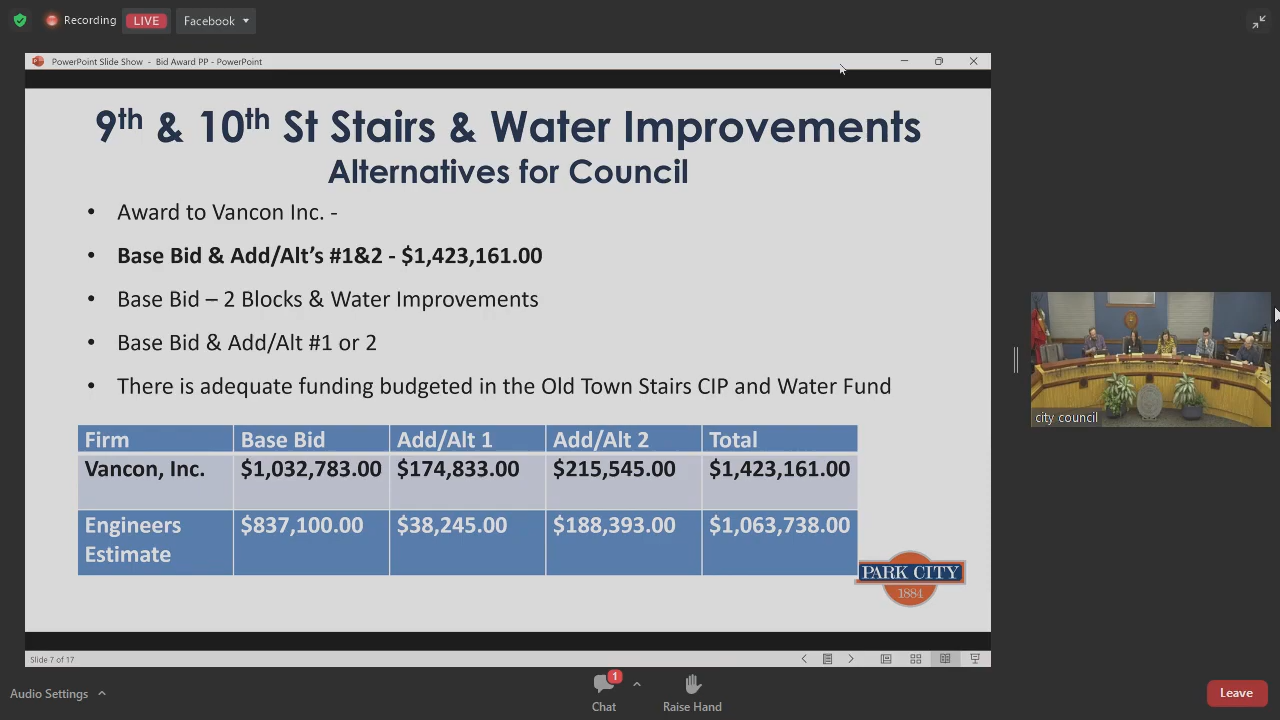 Recording LIVE Facebook
PowerPoint Slide Show - Bid Award PP - PowerPoint
9th & 10th St Stairs & Water Improvements
Alternatives for Council
• Award to Vancon Inc. -
• Base Bid & Add/Alt's #1&2 - $1,423,161.00
• Base Bid – 2 Blocks & Water Improvements
• Base Bid & Add/Alt #1 or 2
• There is adequate funding budgeted in the Old Town Stairs CIP and Water Fund
Firm Base Bid Add/Alt 1 Add/Alt 2 Total
Vancon, Inc. $1,032,783.00 $174,833.00 $215,545.00 $1,423,161.00
Engineers $837,100.00 $38,245.00 $188,393.00 $1,063,738.00
Estimate
PARK CITY
1884
city council
Slide 7 of 17
Audio Settings
1
Chat
Raise Hand
Leave